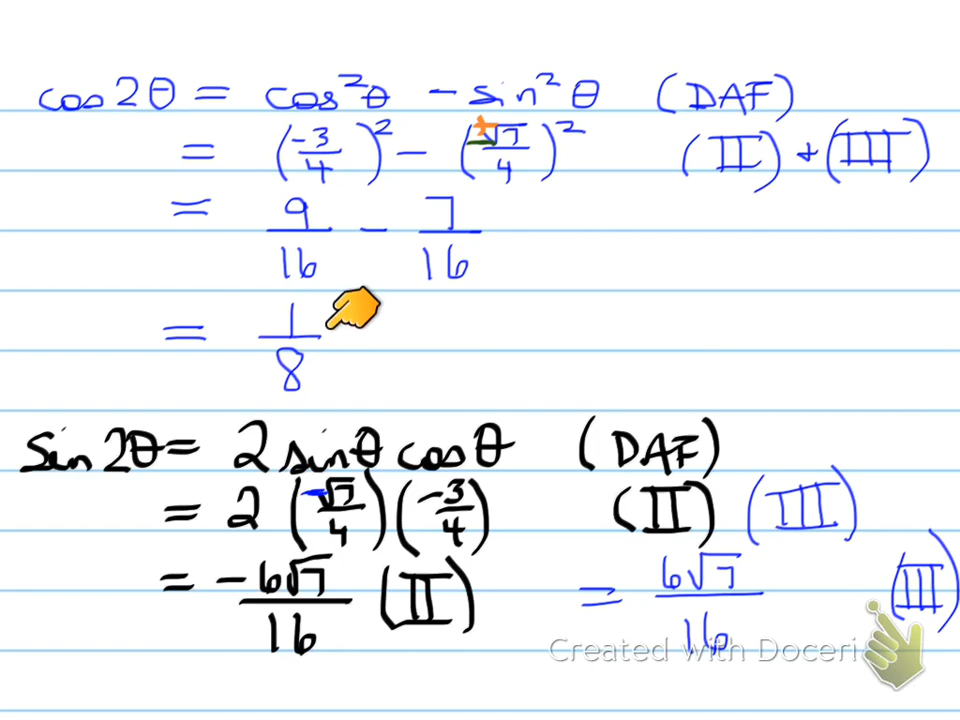 cos 2θ = cos²θ - sin²θ (DAF)
= (-3/4)² - (±√7/4)² (II) + (III)
= 9/16 - 7/16
= 1/8
sin 2θ = 2 sinθ cosθ (DAF)
= 2 (-√7/4)(-3/4) (II) (III)
= -6√7/16 (II) = 6√7/16 (III)
Created with Doceri